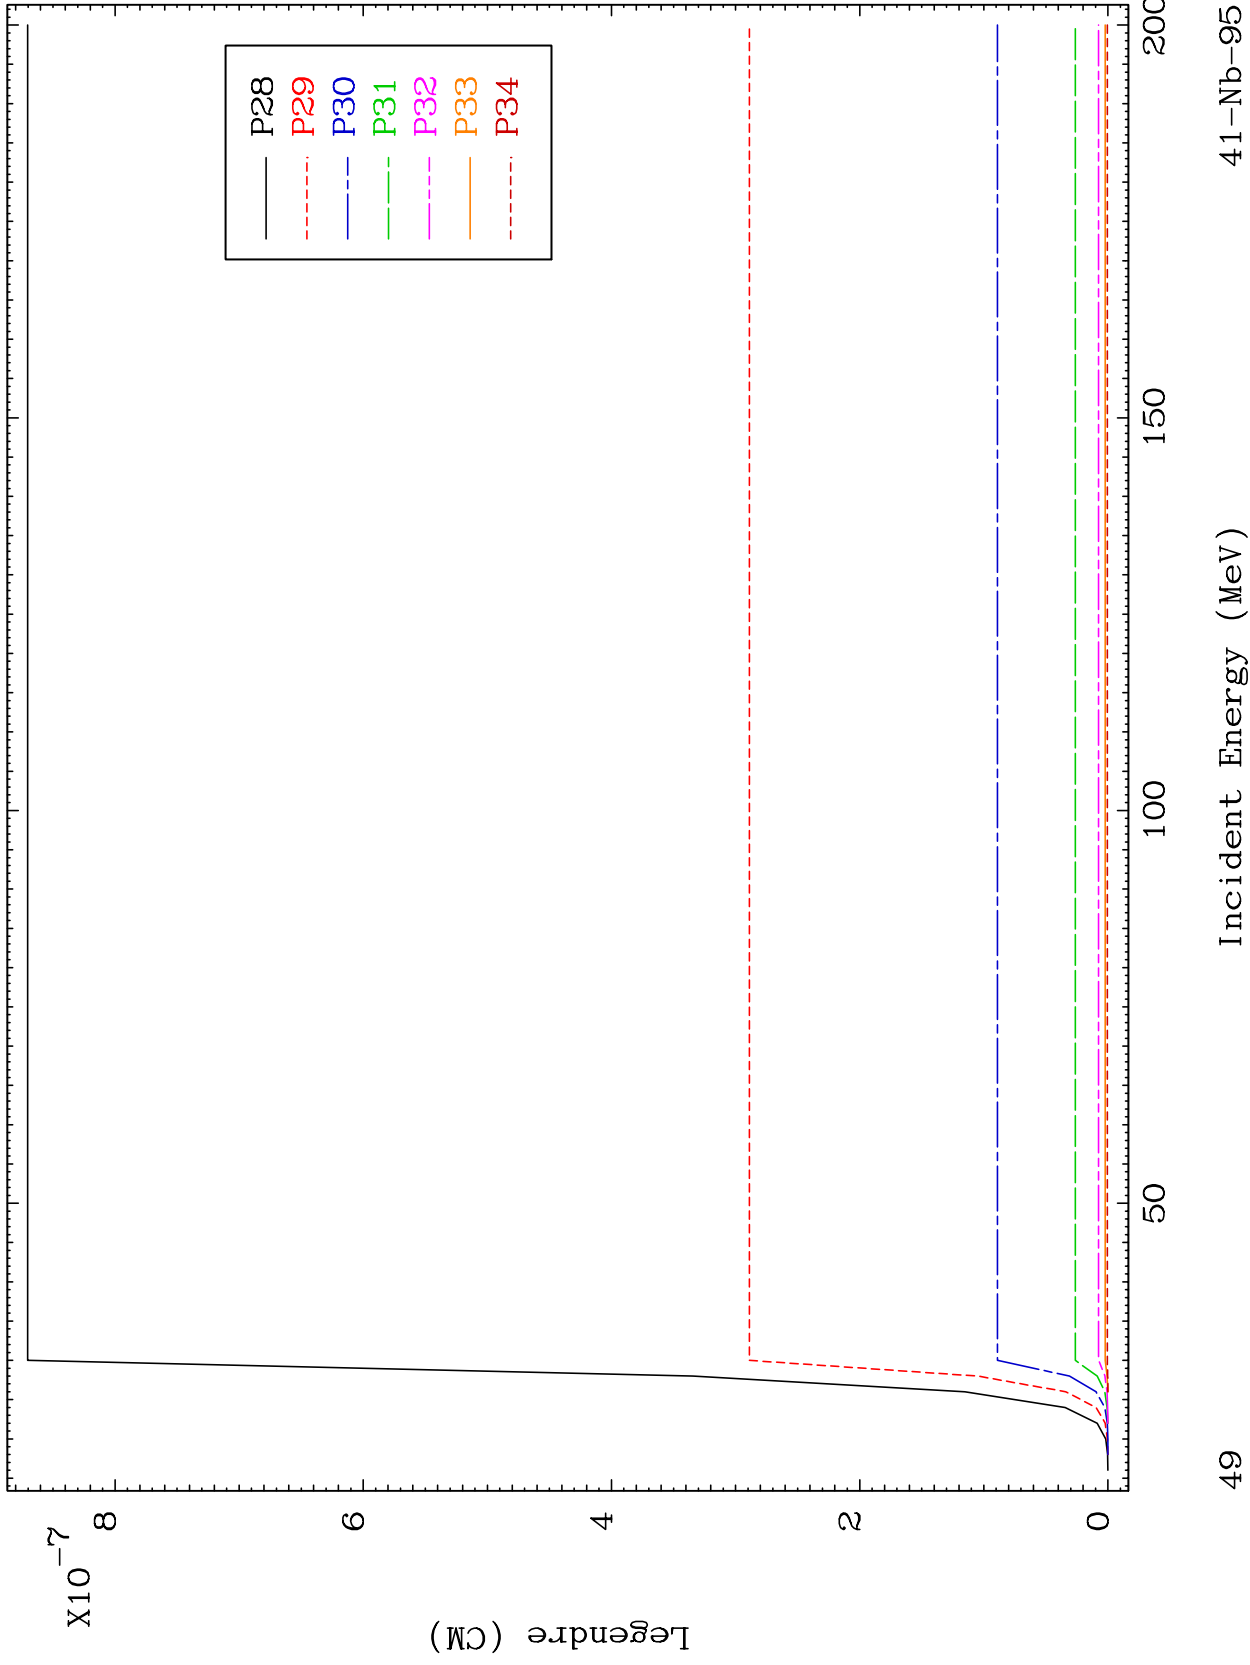 X10-7
8
6
4
2
0
Legendre (CM)
P28
P29
P30
P31
P32
P33
P34
50
100
150
200
49
Incident Energy (MeV)
41-Nb-95